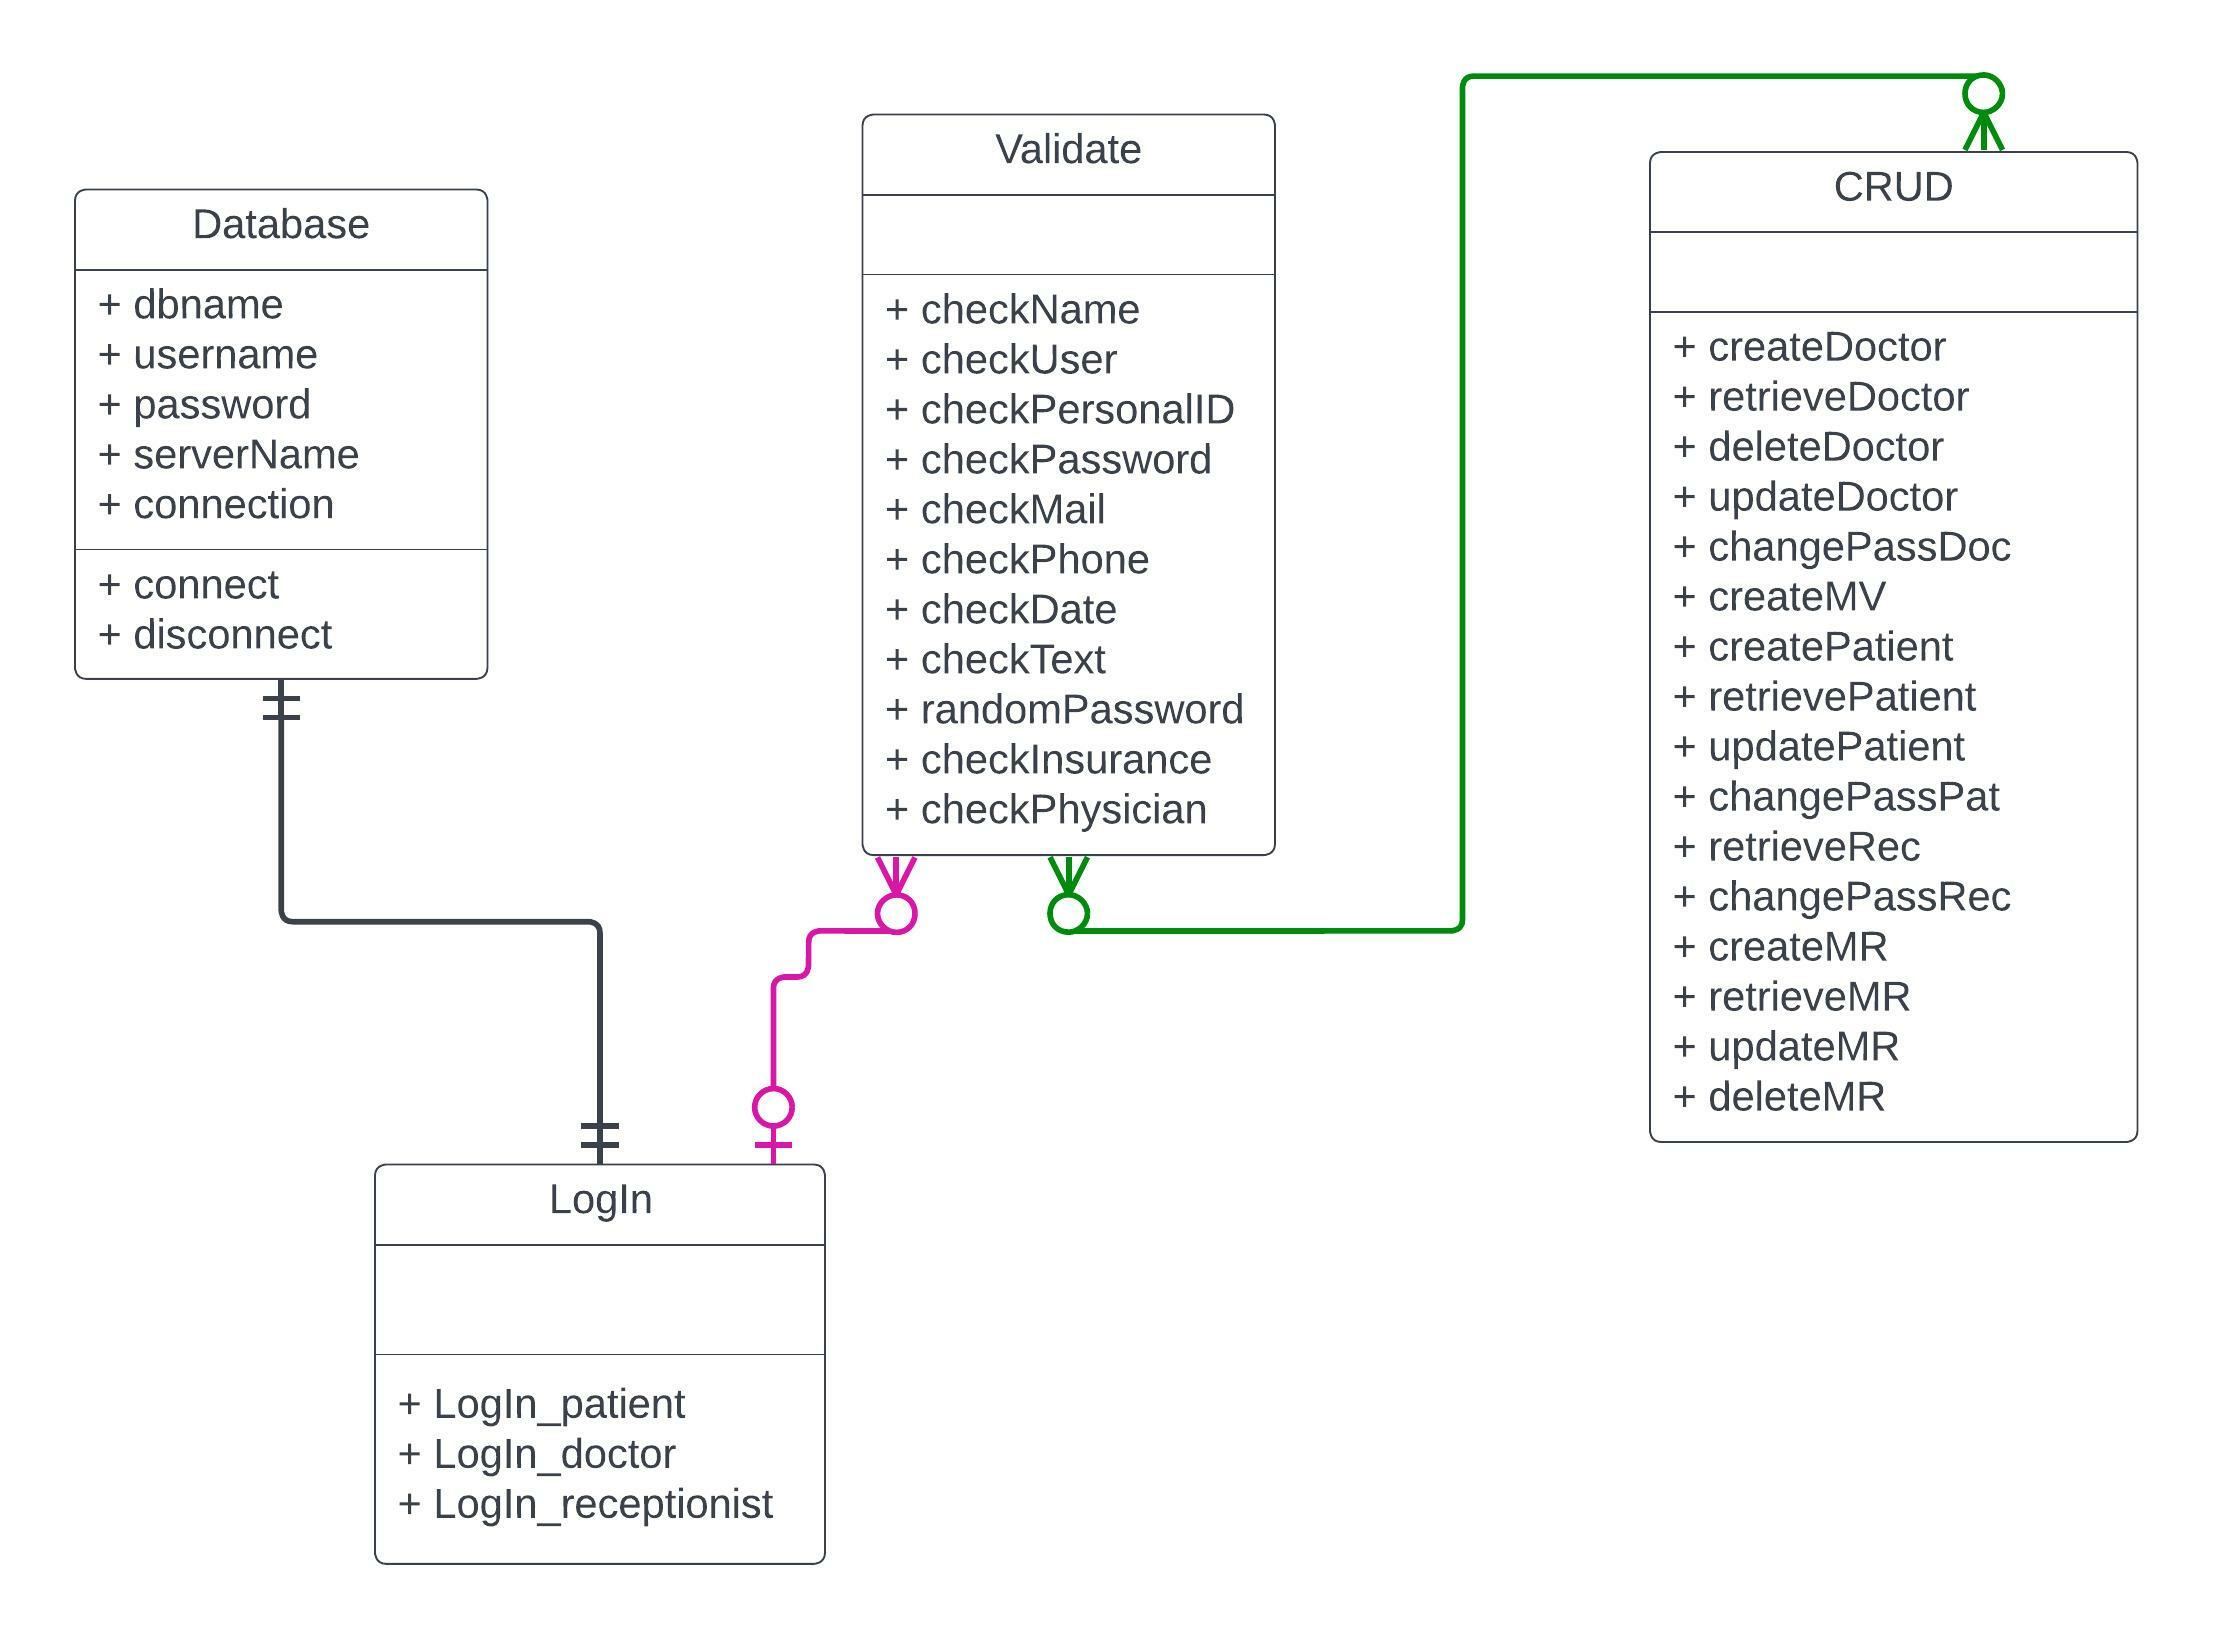 Database
+ dbname
+ username
+ password
+ serverName
+ connection
+ connect
+ disconnect
Validate
+ checkName
+ checkUser
+ checkPersonalID
+ checkPassword
+ checkMail
+ checkPhone
+ checkDate
+ checkText
+ randomPassword
+ checkInsurance
+ checkPhysician
CRUD
+ createDoctor
+ retrieveDoctor
+ deleteDoctor
+ updateDoctor
+ changePassDoc
+ createMV
+ createPatient
+ retrievePatient
+ updatePatient
+ changePassPat
+ retrieveRec
+ changePassRec
+ createMR
+ retrieveMR
+ updateMR
+ deleteMR
LogIn
+ LogIn_patient
+ LogIn_doctor
+ LogIn_receptionist